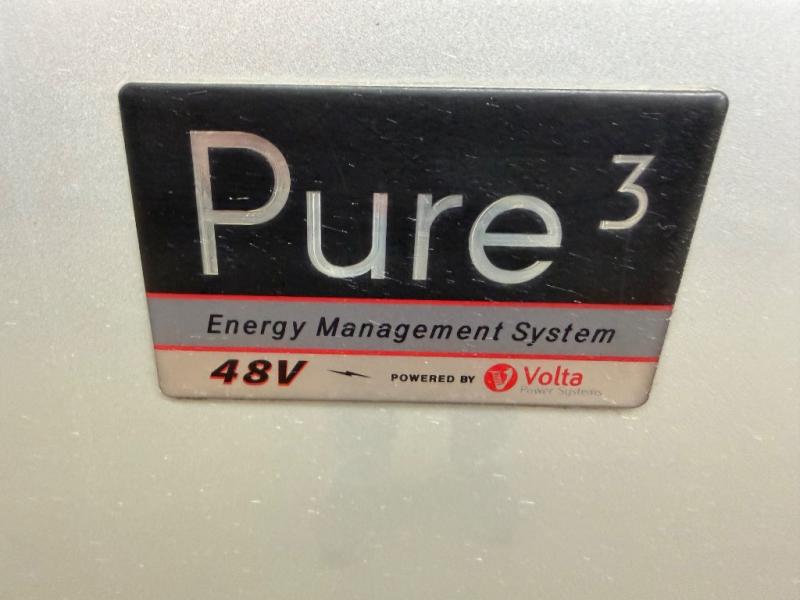 Pure³
Energy Management System
48V POWERED BY Volta
Power Systems